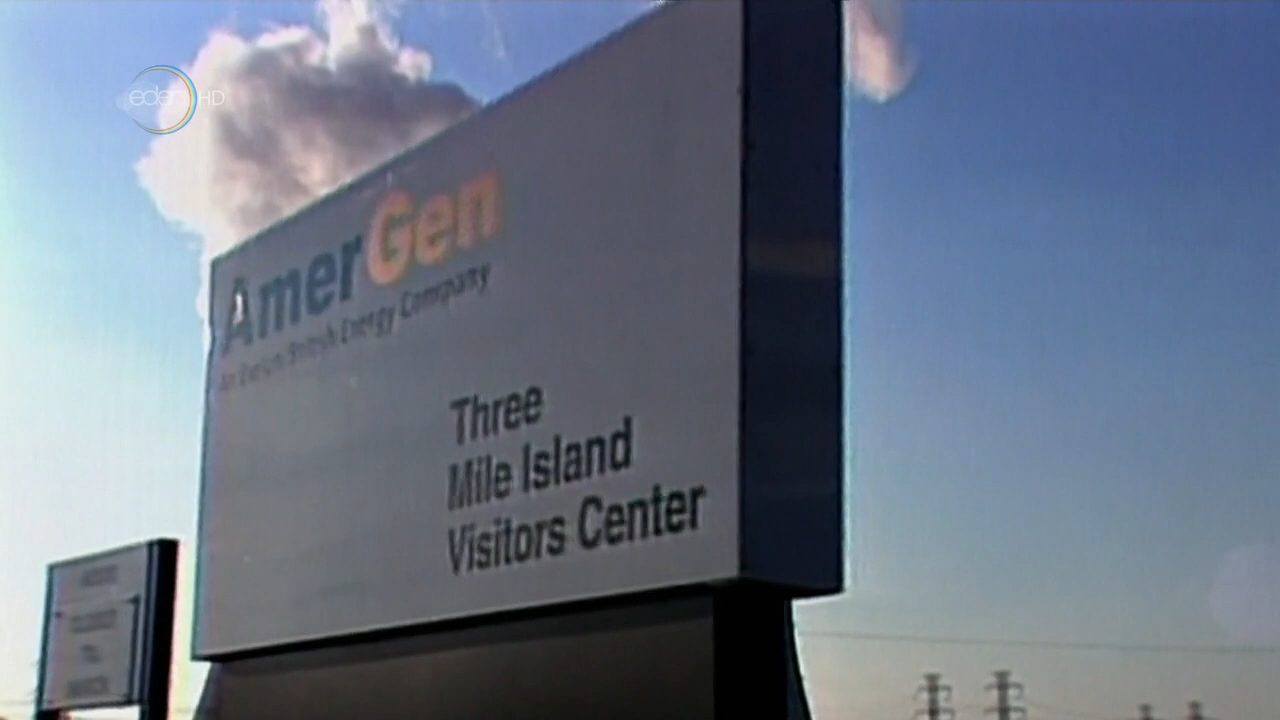 eden HD
AmerGen
An Exelon/British Energy Company
Three
Mile Island
Visitors Center